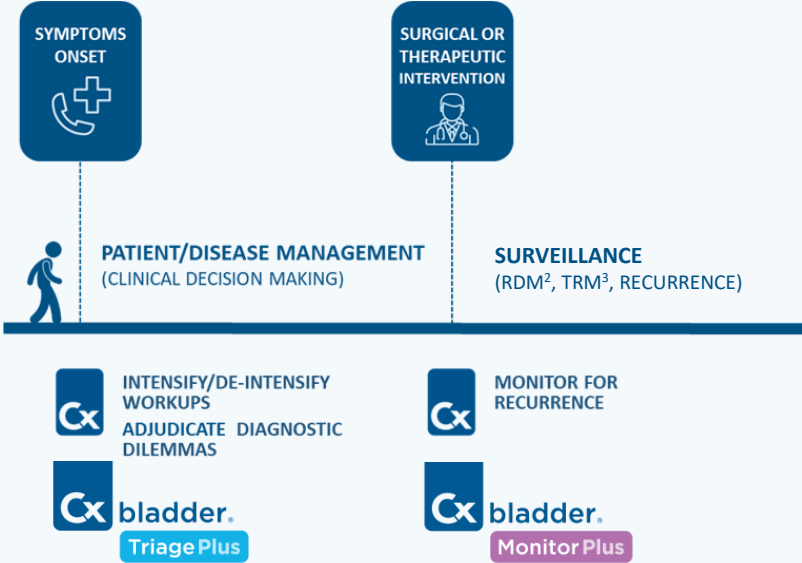 SYMPTOMS
ONSET
SURGICAL OR
THERAPEUTIC
INTERVENTION
PATIENT/DISEASE MANAGEMENT
(CLINICAL DECISION MAKING)
SURVEILLANCE
(RDM², TRM³, RECURRENCE)
Cx
INTENSIFY/DE-INTENSIFY
WORKUPS
ADJUDICATE DIAGNOSTIC
DILEMMAS
Cx
MONITOR FOR
RECURRENCE
Cx bladder®
Triage Plus
Cx bladder®
Monitor Plus